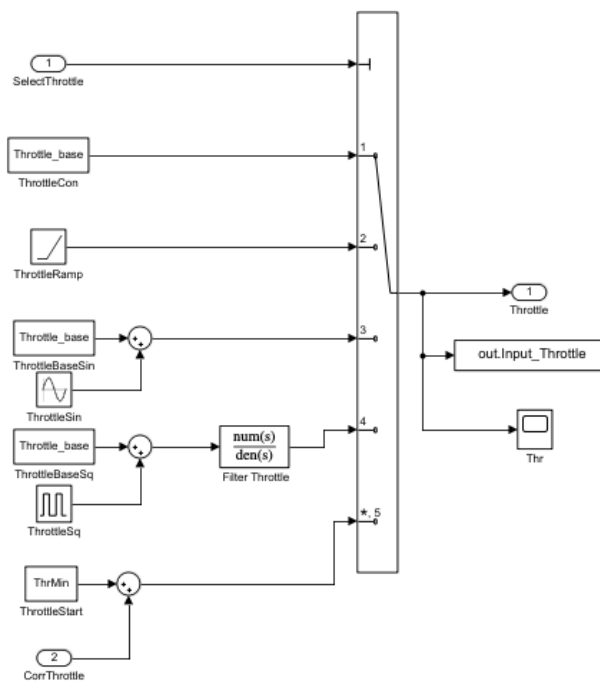 1
SelectThrottle
Throttle_base
1
ThrottleCon
2
ThrottleRamp
1
Throttle
Throttle_base
3
ThrottleBaseSin
out.Input_Throttle
ThrottleSin
Throttle_base
num(s)
den(s)
4
ThrottleBaseSq
Filter Throttle
Thr
ThrottleSq
*, 5
ThrMin
ThrottleStart
2
CorrThrottle